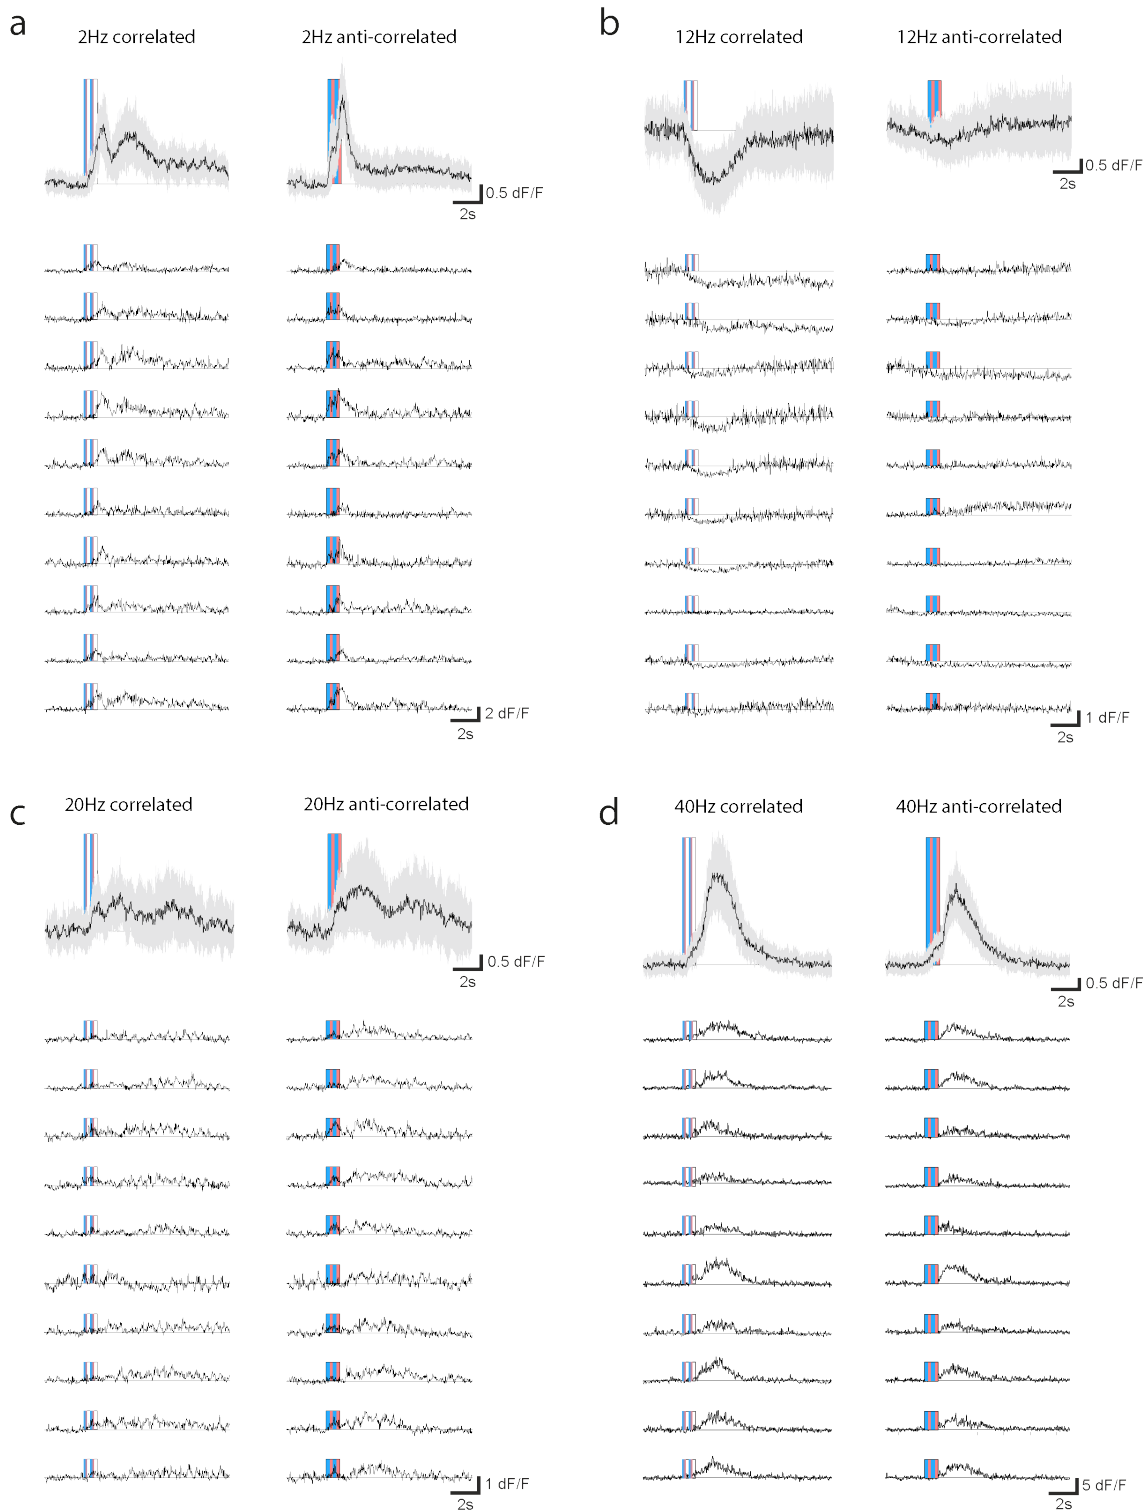 a
2Hz correlated
2Hz anti-correlated
0.5 dF/F
2s
2 dF/F
2s
b
12Hz correlated
12Hz anti-correlated
0.5 dF/F
2s
1 dF/F
2s
c
20Hz correlated
20Hz anti-correlated
0.5 dF/F
2s
1 dF/F
2s
d
40Hz correlated
40Hz anti-correlated
0.5 dF/F
2s
5 dF/F
2s